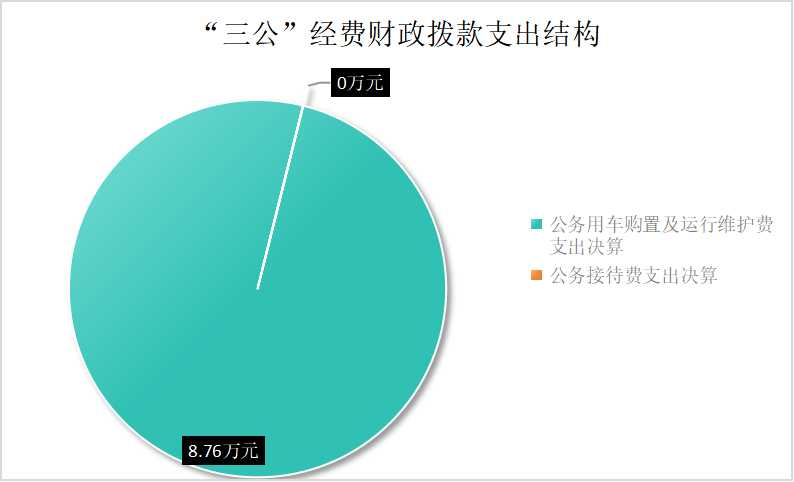 “三公”经费财政拨款支出结构
0万元
公务用车购置及运行维护费
支出决算
公务接待费支出决算
8.76万元